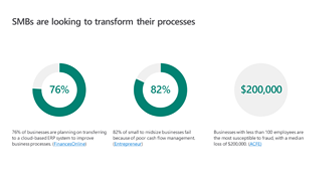 SMBs are looking to transform their processes
76%
82%
$200,000
76% of businesses are planning on transferring
to a cloud-based ERP system to improve
business processes. (FinancesOnline)
82% of small to midsize businesses fail
because of poor cash flow management.
(Entrepreneur)
Businesses with less than 100 employees are
the most susceptible to fraud, with a median
loss of $200,000. (ACFE)